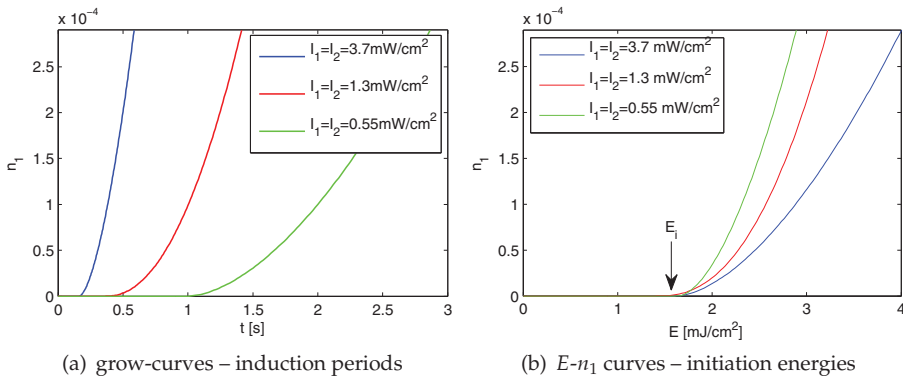 x 10⁻⁴
2.5
2
1.5
1
0.5
0
n₁
0
0.5
1
1.5
2
2.5
3
t [s]
I₁=I₂=3.7mW/cm²
I₁=I₂=1.3mW/cm²
I₁=I₂=0.55mW/cm²
(a) grow-curves – induction periods
x 10⁻⁴
2.5
2
1.5
1
0.5
0
n₁
0
1
2
3
4
E [mJ/cm²]
I₁=I₂=3.7 mW/cm²
I₁=I₂=1.3 mW/cm²
I₁=I₂=0.55 mW/cm²
Eᵢ
(b) E-n₁ curves – initiation energies